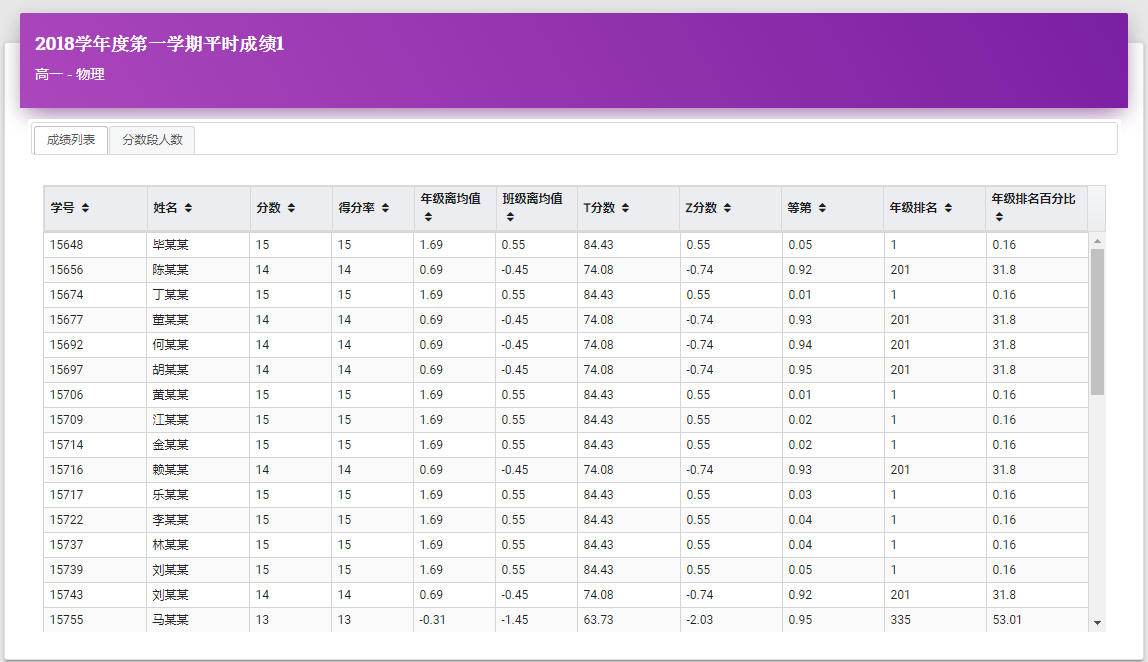 2018学年度第一学期平时成绩1
高一 - 物理
成绩列表 分数段人数
学号 姓名 分数 得分率 年级离均值 班级离均值 T分数 Z分数 等第 年级排名 年级排名百分比
15648 毕某某 15 15 1.69 0.55 84.43 0.55 0.05 1 0.16
15656 陈某某 14 14 0.69 -0.45 74.08 -0.74 0.92 201 31.8
15674 丁某某 15 15 1.69 0.55 84.43 0.55 0.01 1 0.16
15677 董某某 14 14 0.69 -0.45 74.08 -0.74 0.93 201 31.8
15692 何某某 14 14 0.69 -0.45 74.08 -0.74 0.94 201 31.8
15697 胡某某 14 14 0.69 -0.45 74.08 -0.74 0.95 201 31.8
15706 黄某某 15 15 1.69 0.55 84.43 0.55 0.01 1 0.16
15709 江某某 15 15 1.69 0.55 84.43 0.55 0.02 1 0.16
15714 金某某 15 15 1.69 0.55 84.43 0.55 0.02 1 0.16
15716 赖某某 14 14 0.69 -0.45 74.08 -0.74 0.93 201 31.8
15717 乐某某 15 15 1.69 0.55 84.43 0.55 0.03 1 0.16
15722 李某某 15 15 1.69 0.55 84.43 0.55 0.04 1 0.16
15737 林某某 15 15 1.69 0.55 84.43 0.55 0.04 1 0.16
15739 刘某某 15 15 1.69 0.55 84.43 0.55 0.05 1 0.16
15743 刘某某 14 14 0.69 -0.45 74.08 -0.74 0.92 201 31.8
15755 马某某 13 13 -0.31 -1.45 63.73 -2.03 0.95 335 53.01